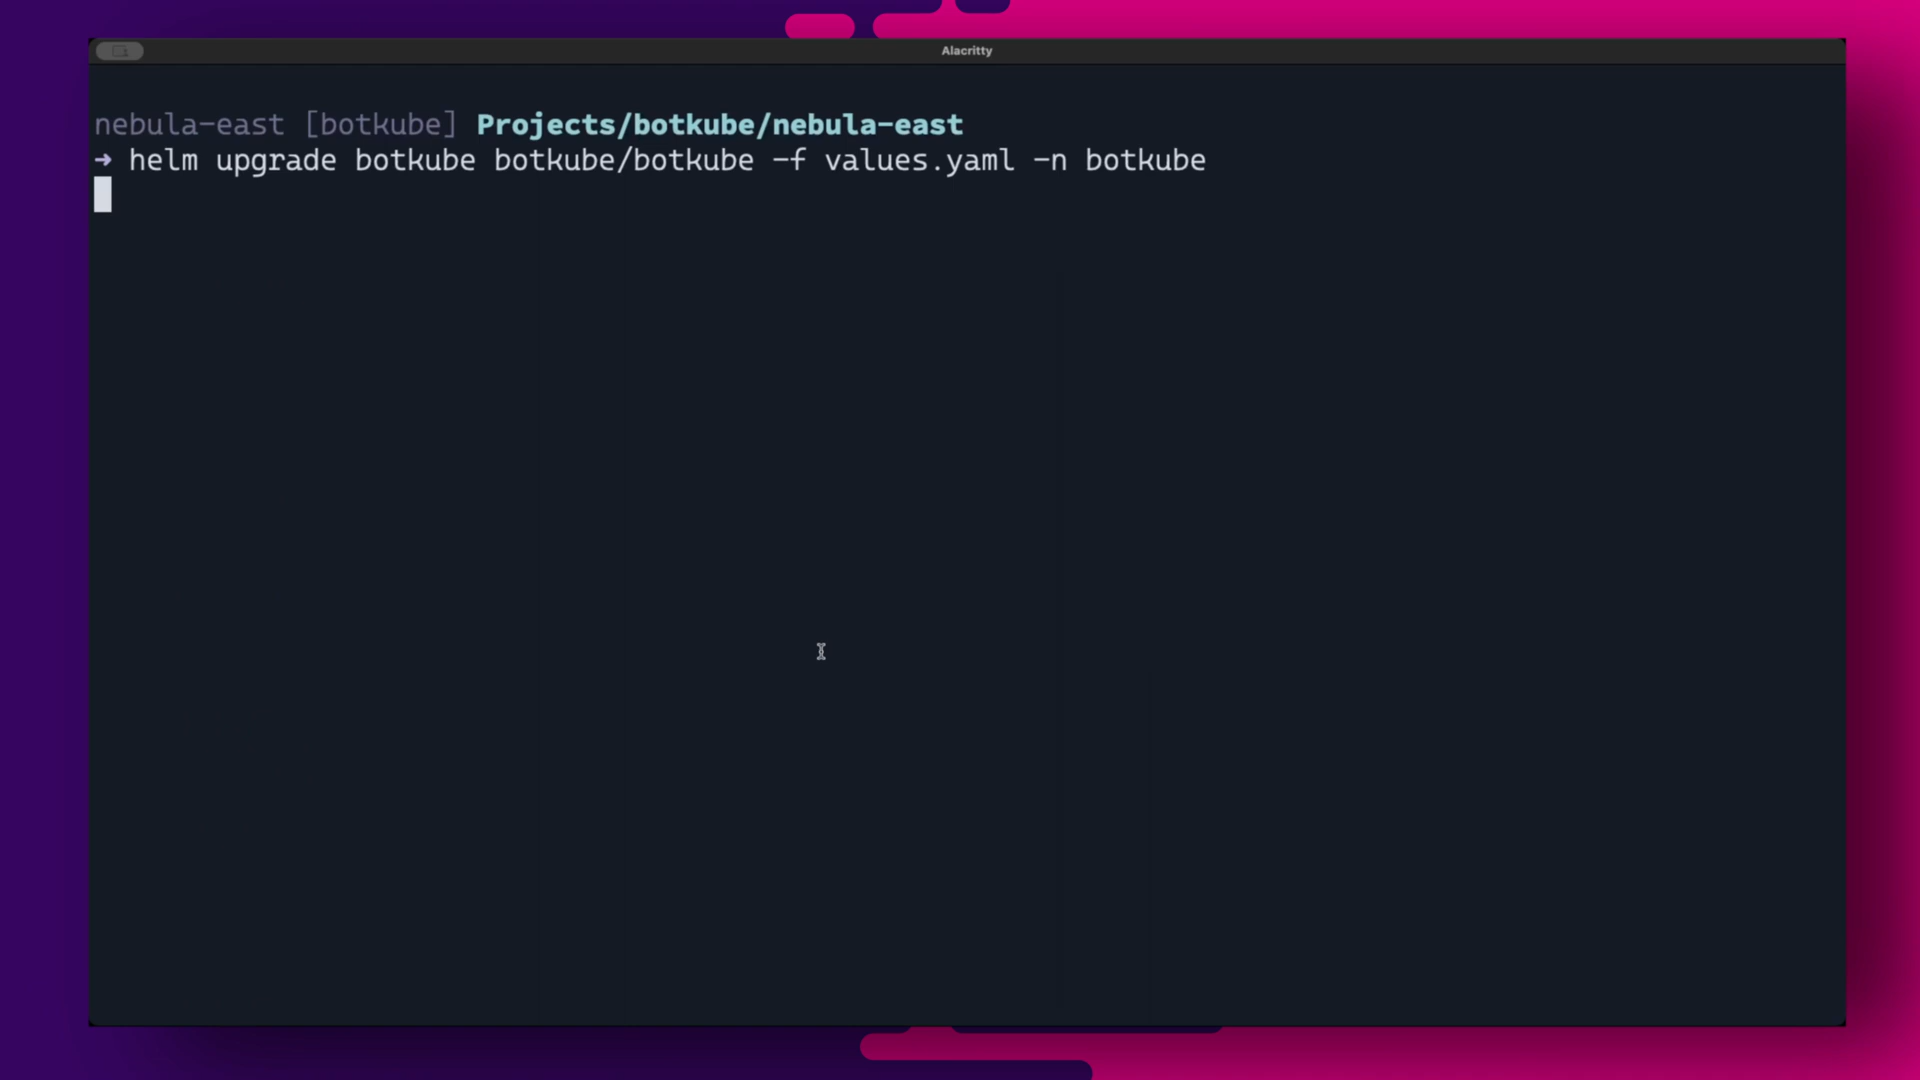 Alacritty
nebula-east [botkube] Projects/botkube/nebula-east
➜ helm upgrade botkube botkube/botkube -f values.yaml -n botkube